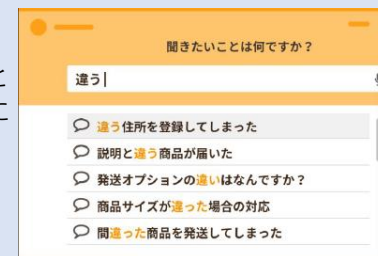 聞きたいことは何ですか？
違う
違う住所を登録してしまった
説明と違う商品が届いた
発送オプションの違いはなんですか？
商品サイズが違った場合の対応
間違った商品を発送してしまった